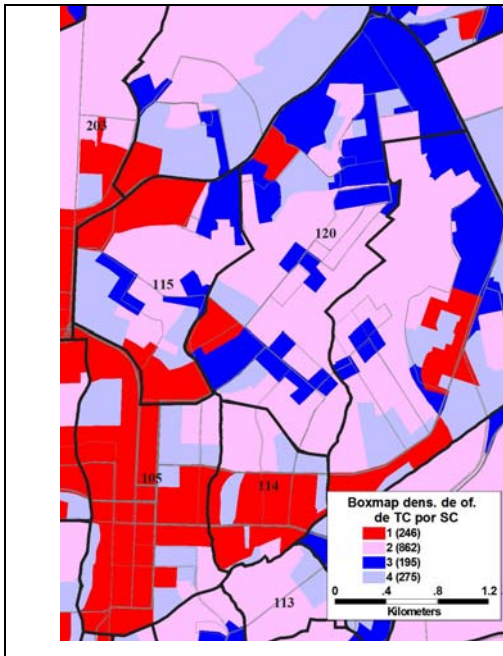 203
120
115
105
114
113
Boxmap dens. de of.
de TC por SC
1 (246)
2 (862)
3 (195)
4 (275)
0 .4 .8 1.2
Kilometers